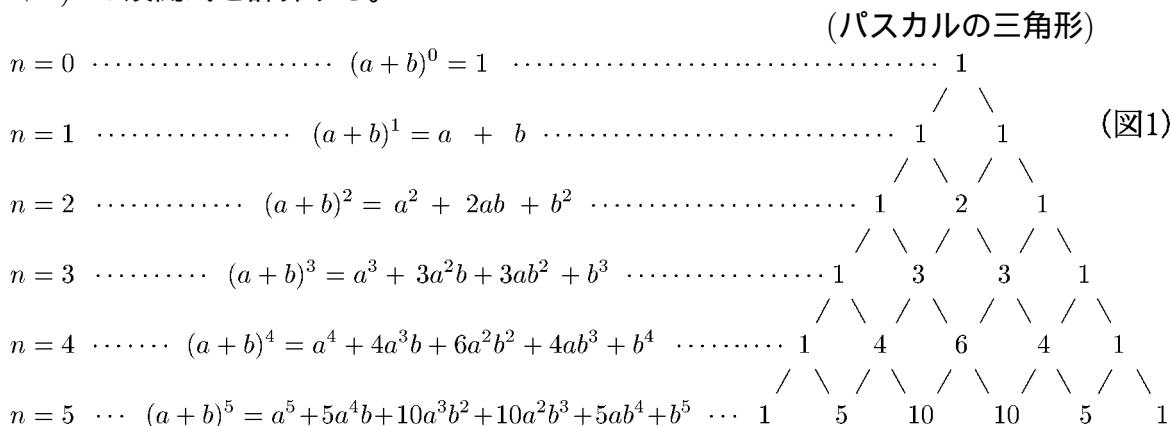 (パスカルの三角形)
n = 0 ····················· (a + b)^0 = 1 ····································· 1
n = 1 ················· (a + b)^1 = a + b ······························ 1 1 (図1)
n = 2 ············· (a + b)^2 = a^2 + 2ab + b^2 ······················· 1 2 1
n = 3 ·········· (a + b)^3 = a^3 + 3a^2b + 3ab^2 + b^3 ················· 1 3 3 1
n = 4 ······· (a + b)^4 = a^4 + 4a^3b + 6a^2b^2 + 4ab^3 + b^4 ·········· 1 4 6 4 1
n = 5 ··· (a + b)^5 = a^5+5a^4b+10a^3b^2+10a^2b^3+5ab^4+b^5 ··· 1 5 10 10 5 1